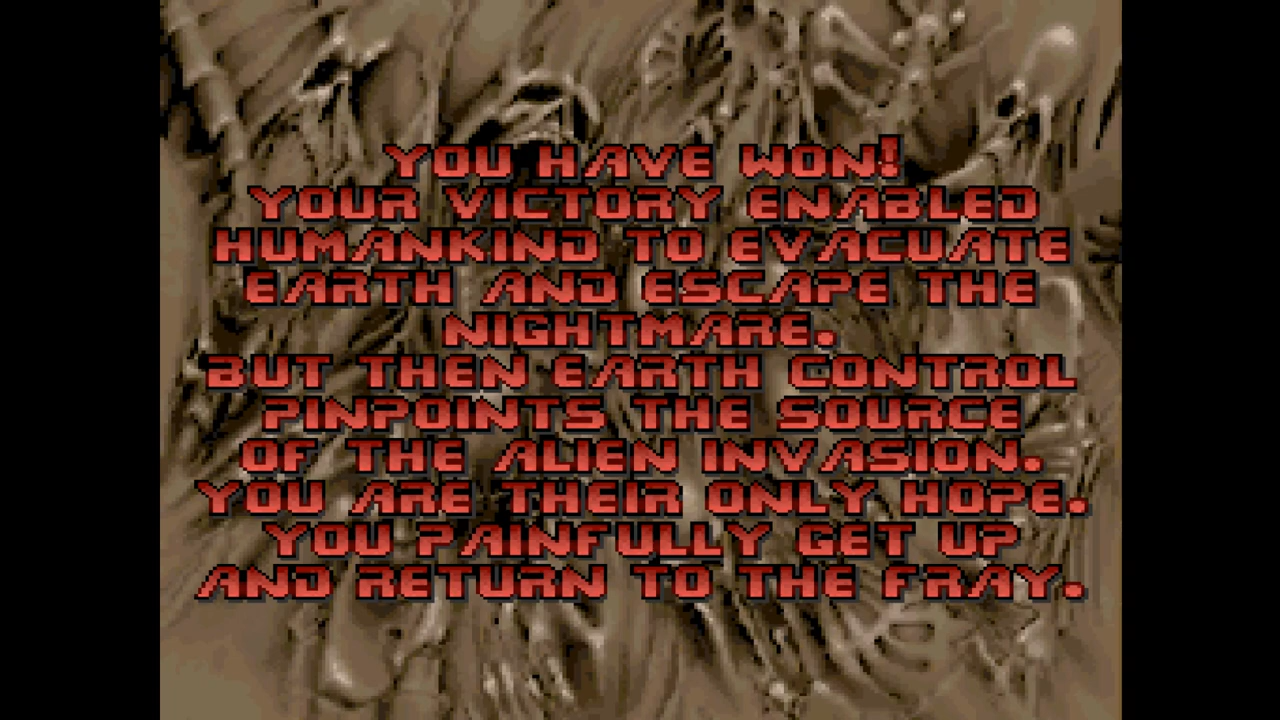 YOU HAVE WON!
YOUR VICTORY ENABLED
HUMANKIND TO EVACUATE
EARTH AND ESCAPE THE
NIGHTMARE.
BUT THEN EARTH CONTROL
PINPOINTS THE SOURCE
OF THE ALIEN INVASION.
YOU ARE THEIR ONLY HOPE.
YOU PAINFULLY GET UP
AND RETURN TO THE FRAY.